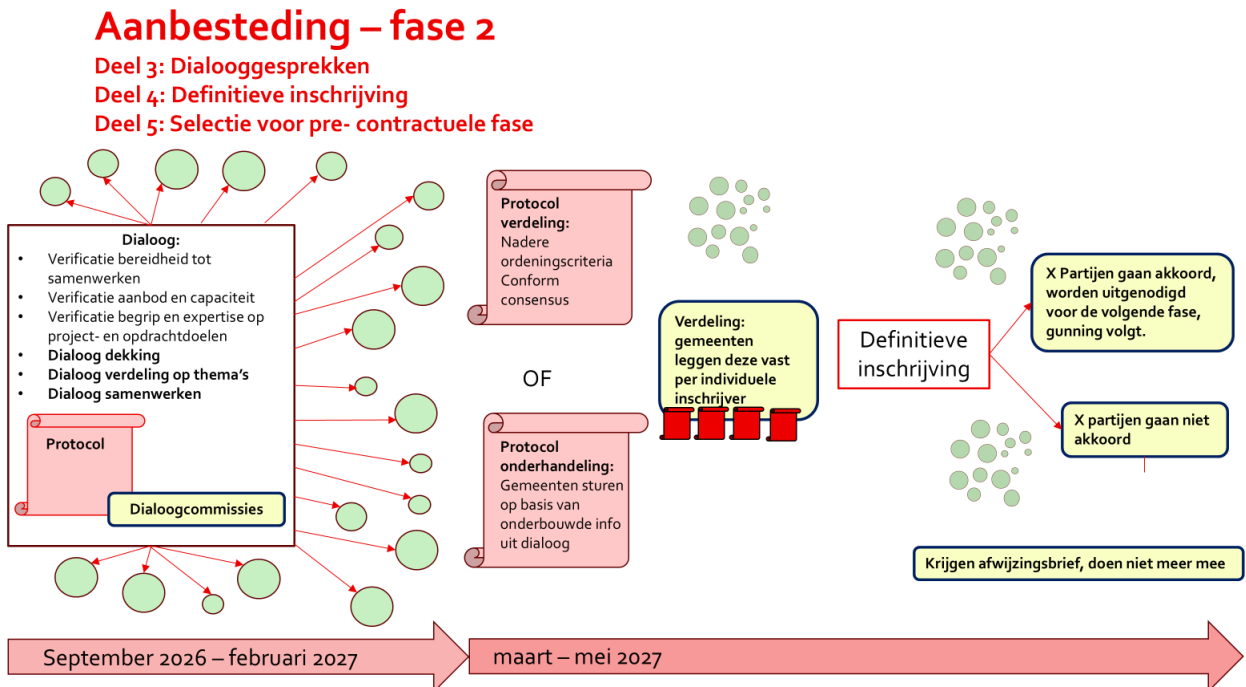 Aanbesteding – fase 2
Deel 3: Dialooggesprekken
Deel 4: Definitieve inschrijving
Deel 5: Selectie voor pre- contractuele fase
Dialoog:
• Verificatie bereidheid tot
samenwerken
• Verificatie aanbod en capaciteit
• Verificatie begrip en expertise op
project- en opdrachtdoelen
• Dialoog dekking
• Dialoog verdeling op thema's
• Dialoog samenwerken
Protocol
Dialoogcommissies
Protocol
verdeling:
Nadere
ordeningscriteria
Conform
consensus
OF
Protocol
onderhandeling:
Gemeenten sturen
op basis van
onderbouwde info
uit dialoog
Verdeling:
gemeenten
leggen deze vast
per individuele
inschrijver
Definitieve
inschrijving
X Partijen gaan akkoord,
worden uitgenodigd
voor de volgende fase,
gunning volgt.
X partijen gaan niet
akkoord
Krijgen afwijzingsbrief, doen niet meer mee
September 2026 – februari 2027
maart – mei 2027